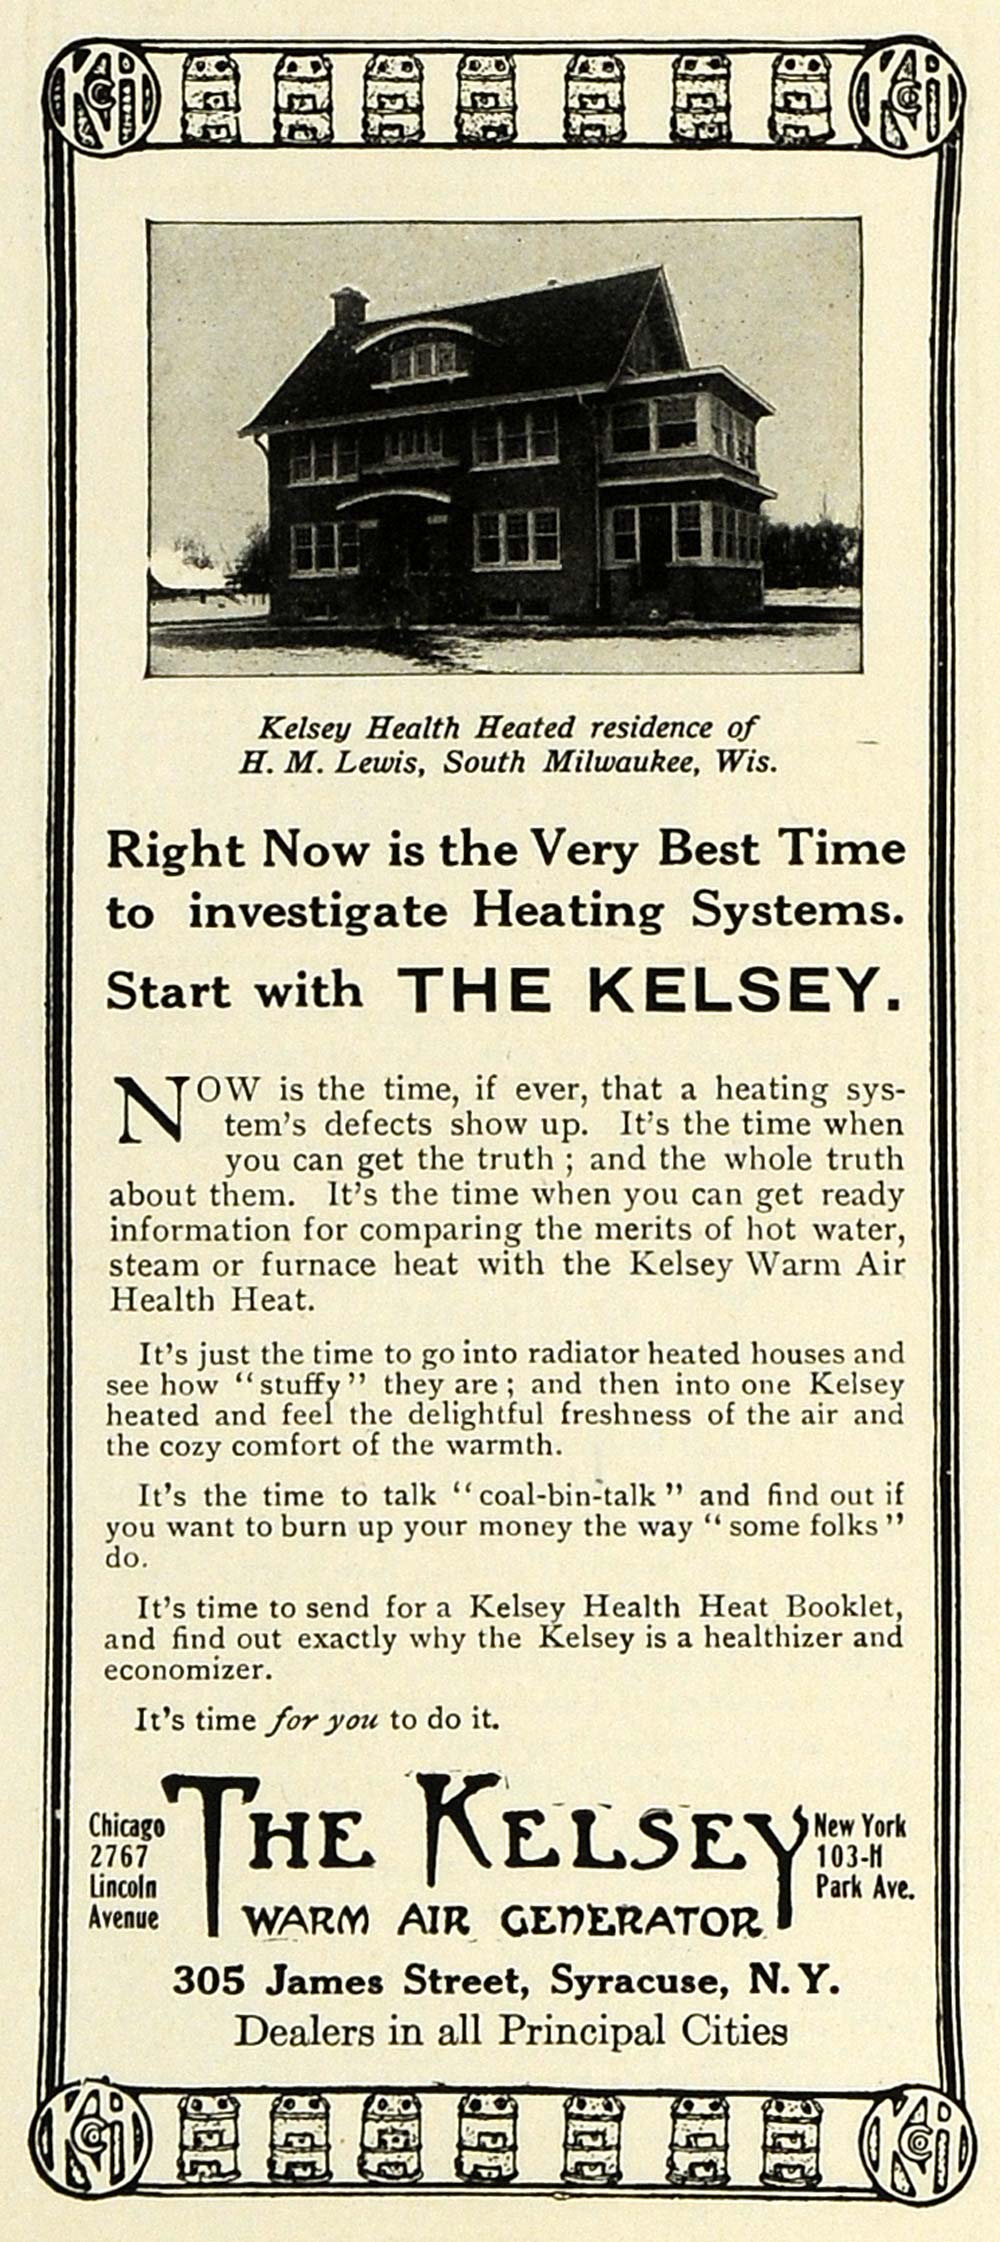 Kelsey Health Heated residence of
H. M. Lewis, South Milwaukee, Wis.
Right Now is the Very Best Time
to investigate Heating Systems.
Start with THE KELSEY.
NOW is the time, if ever, that a heating sys-
tem's defects show up. It's the time when
you can get the truth; and the whole truth
about them. It's the time when you can get ready
information for comparing the merits of hot water,
steam or furnace heat with the Kelsey Warm Air
Health Heat.
It's just the time to go into radiator heated houses and
see how "stuffy" they are; and then into one Kelsey
heated and feel the delightful freshness of the air and
the cozy comfort of the warmth.
It's the time to talk "coal-bin-talk" and find out if
you want to burn up your money the way "some folks"
do.
It's time to send for a Kelsey Health Heat Booklet,
and find out exactly why the Kelsey is a healthizer and
economizer.
It's time for you to do it.
Chicago
2767
Lincoln
Avenue
THE KELSEY
WARM AIR GENERATOR
New York
103-H
Park Ave.
305 James Street, Syracuse, N. Y.
Dealers in all Principal Cities